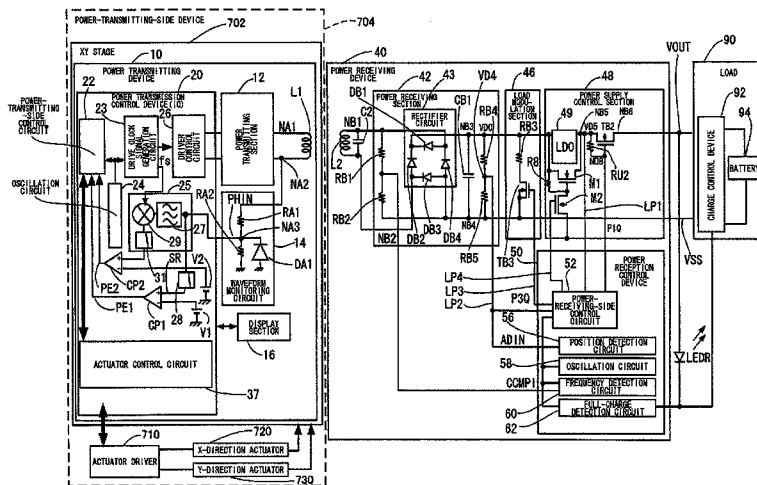 POWER-TRANSMITTING-SIDE DEVICE
702
704
XY STAGE
10
POWER TRANSMITTING DEVICE
20
POWER TRANSMISSION CONTROL DEVICE (IC)
22
23
POWER-TRANSMITTING-SIDE CONTROL CIRCUIT
OSCILLATION CIRCUIT
DRIVE CLOCK SIGNAL GENERATION CIRCUIT
fs
26
DRIVER CONTROL CIRCUIT
12
POWER TRANSMITTING SECTION
NA1
L1
NA2
24
25
RA2
PHIN
RA1
NA3
14
29
27
31
SR
DA1
WAVEFORM MONITORING CIRCUIT
PE2
CP2
V2
PE1
CP1
28
V1
DISPLAY SECTION
16
ACTUATOR CONTROL CIRCUIT
37
710
ACTUATOR DRIVER
720
X-DIRECTION ACTUATOR
Y-DIRECTION ACTUATOR
730
40
POWER RECEIVING DEVICE
42
POWER RECEIVING SECTION
43
RECTIFIER CIRCUIT
DB1
C2
NB1
L2
RB1
RB2
NB2
DB2
DB3
DB4
VD4
CB1
RB4
NB3
VD0
NB4
RB5
46
LOAD MODULATION SECTION
RB3
TB3
48
POWER SUPPLY CONTROL SECTION
49
LDO
NB5
VD5
TB2
NB6
R8
M1
M2
RU2
LP1
P1Q
VOUT
VSS
90
LOAD
92
CHARGE CONTROL DEVICE
94
BATTERY
50
POWER RECEPTION CONTROL DEVICE
52
LP4
LP3
LP2
P3Q
POWER-RECEIVING-SIDE CONTROL CIRCUIT
56
ADIN
POSITION DETECTION CIRCUIT
58
OSCILLATION CIRCUIT
CCMPI
FREQUENCY DETECTION CIRCUIT
60
FULL-CHARGE DETECTION CIRCUIT
62
LEDR